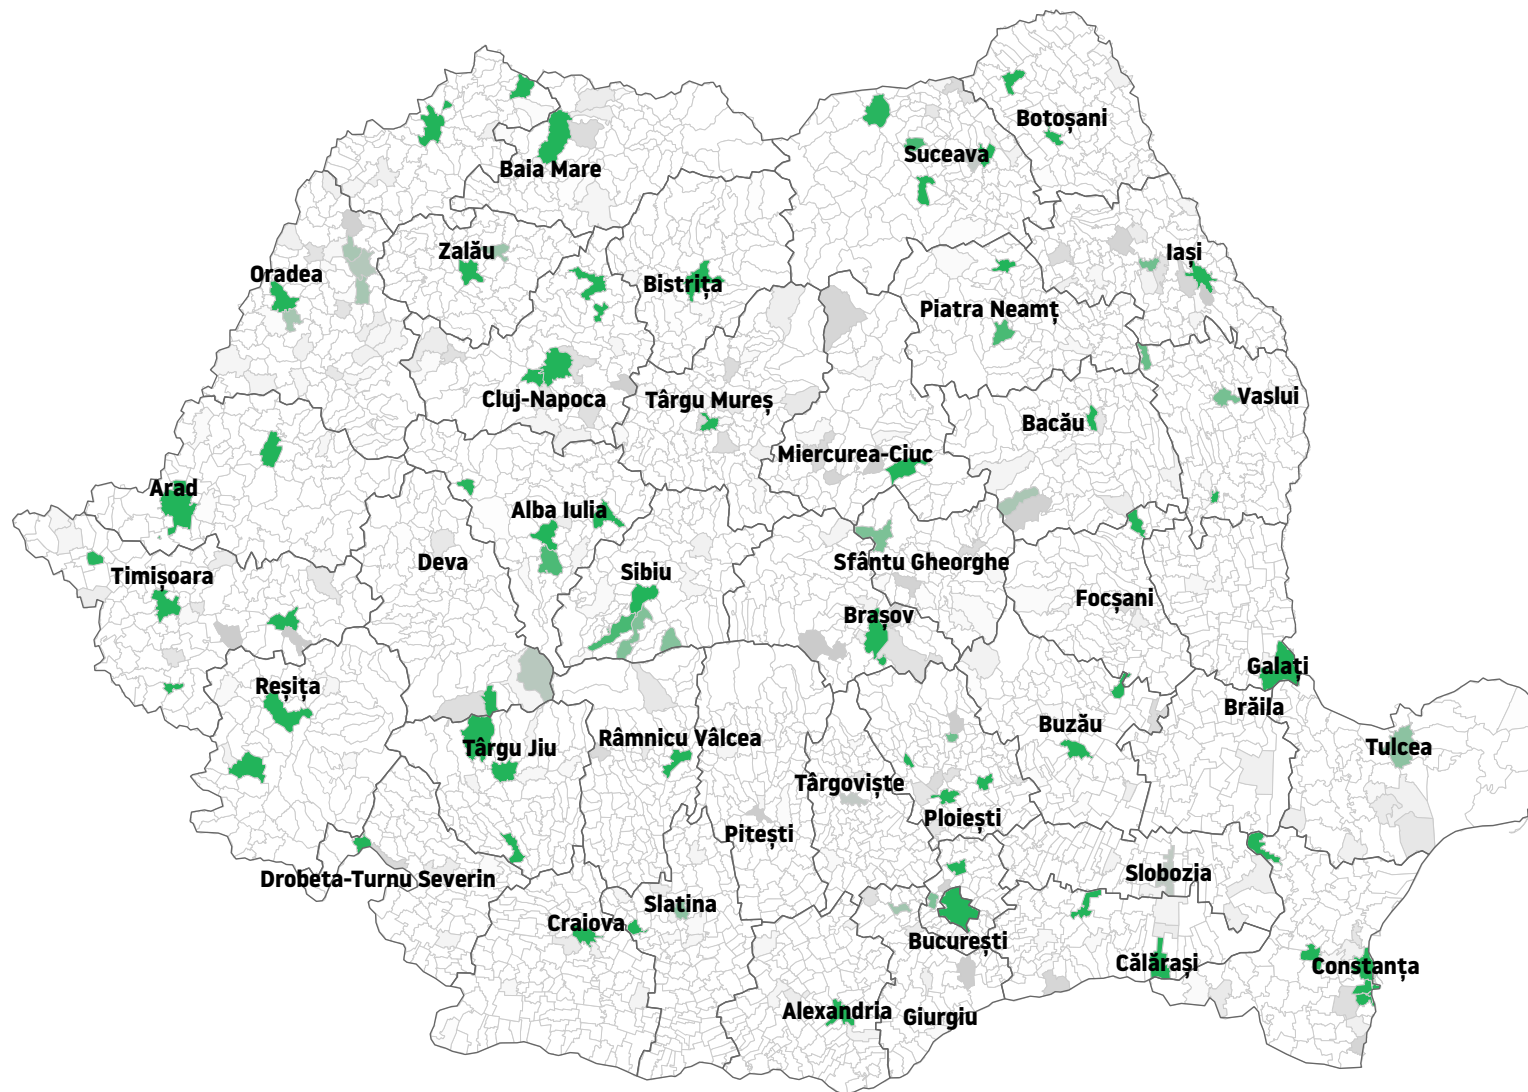 Botoșani
Suceava
Baia Mare
Zalău
Iași
Oradea
Bistrița
Piatra Neamț
Vaslui
Cluj-Napoca
Târgu Mureș
Bacău
Miercurea-Ciuc
Arad
Alba Iulia
Deva
Sfântu Gheorghe
Sibiu
Timișoara
Focșani
Brașov
Galați
Reșița
Brăila
Buzău
Râmnicu Vâlcea
Târgu Jiu
Tulcea
Târgoviște
Ploiești
Pitești
Slobozia
Drobeta-Turnu Severin
Slatina
Craiova
București
Călărași
Constanța
Alexandria
Giurgiu